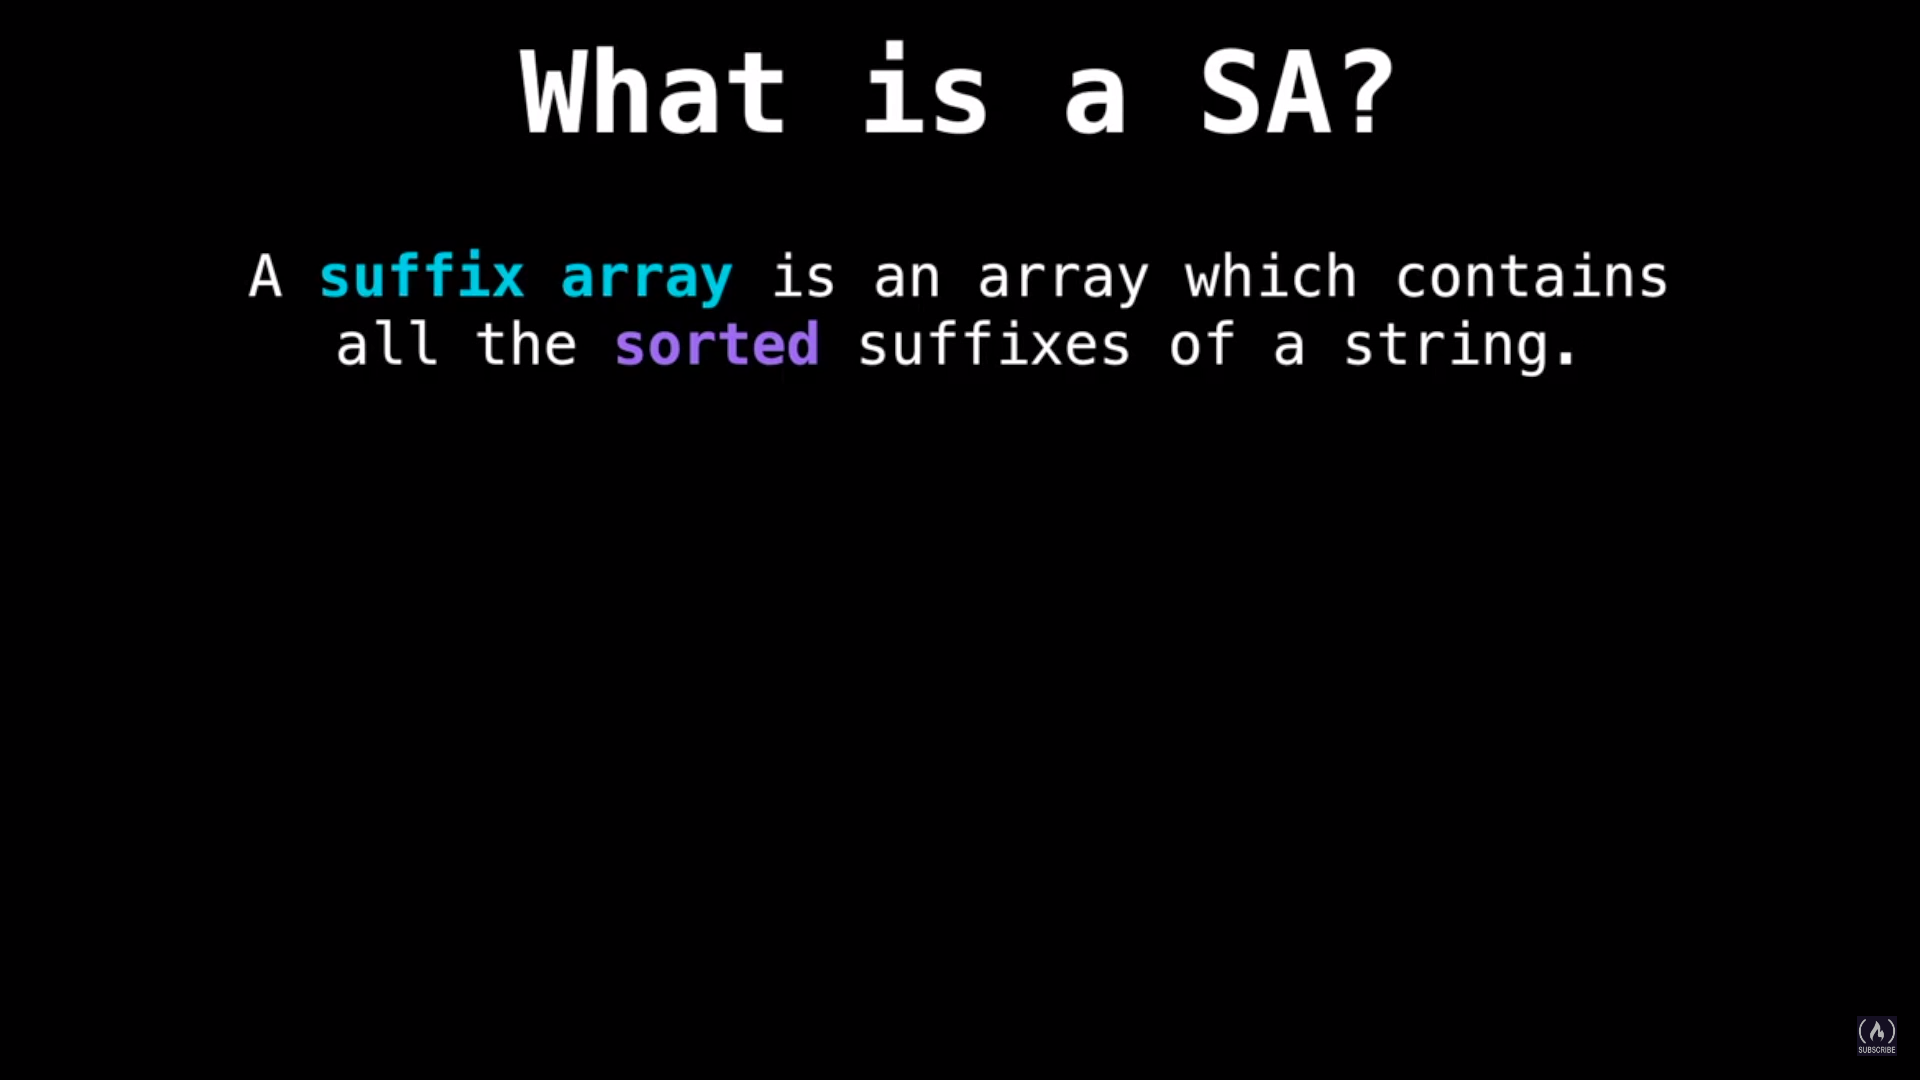 What is a SA?
A suffix array is an array which contains
all the sorted suffixes of a string.
SUBSCRIBE